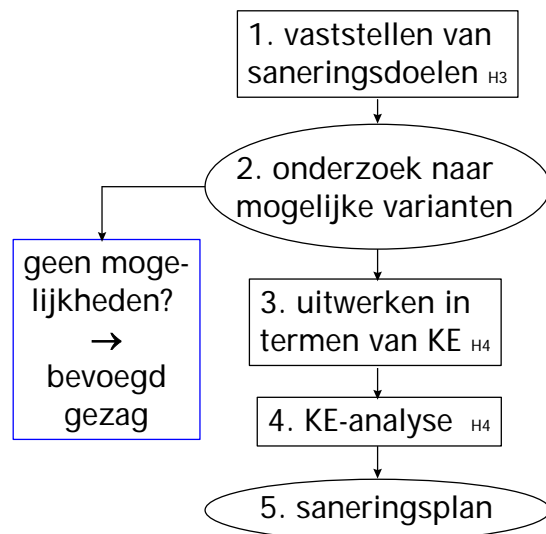 1. vaststellen van
saneringsdoelen H3
2. onderzoek naar
mogelijke varianten
geen moge-
lijkheden?
→
bevoegd
gezag
3. uitwerken in
termen van KE H4
4. KE-analyse H4
5. saneringsplan